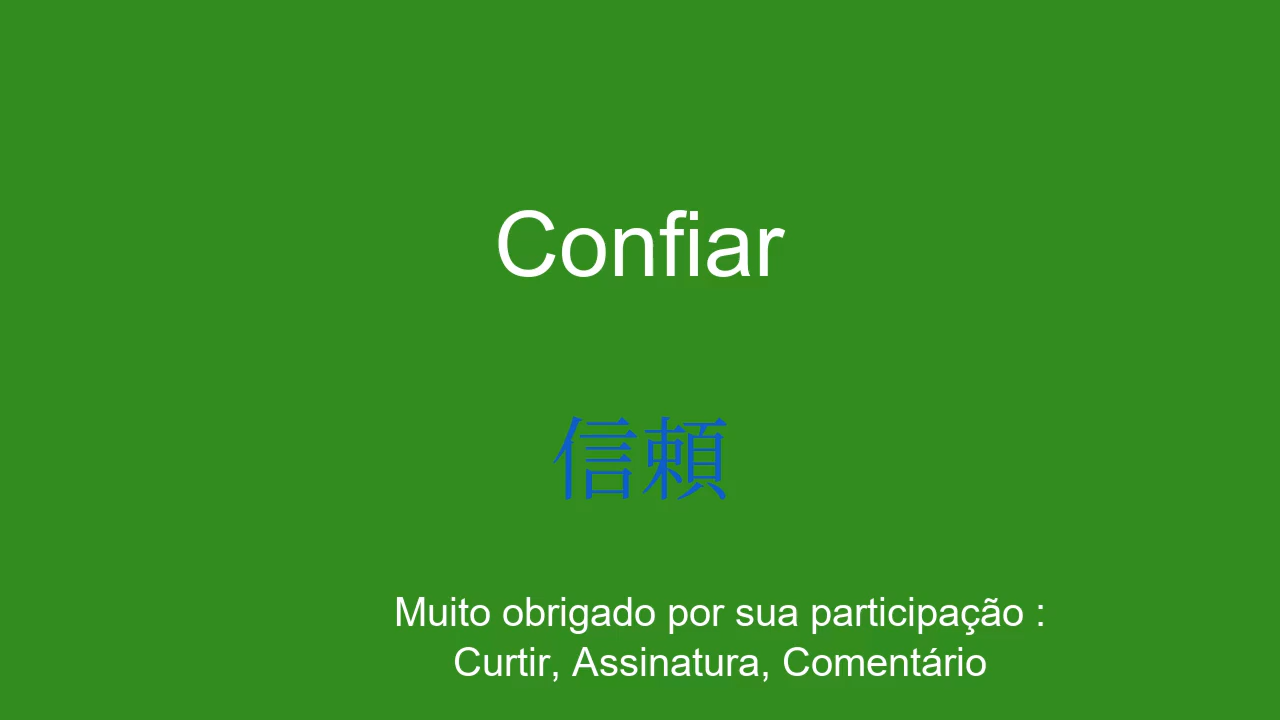 Confiar
信頼
Muito obrigado por sua participação :
Curtir, Assinatura, Comentário